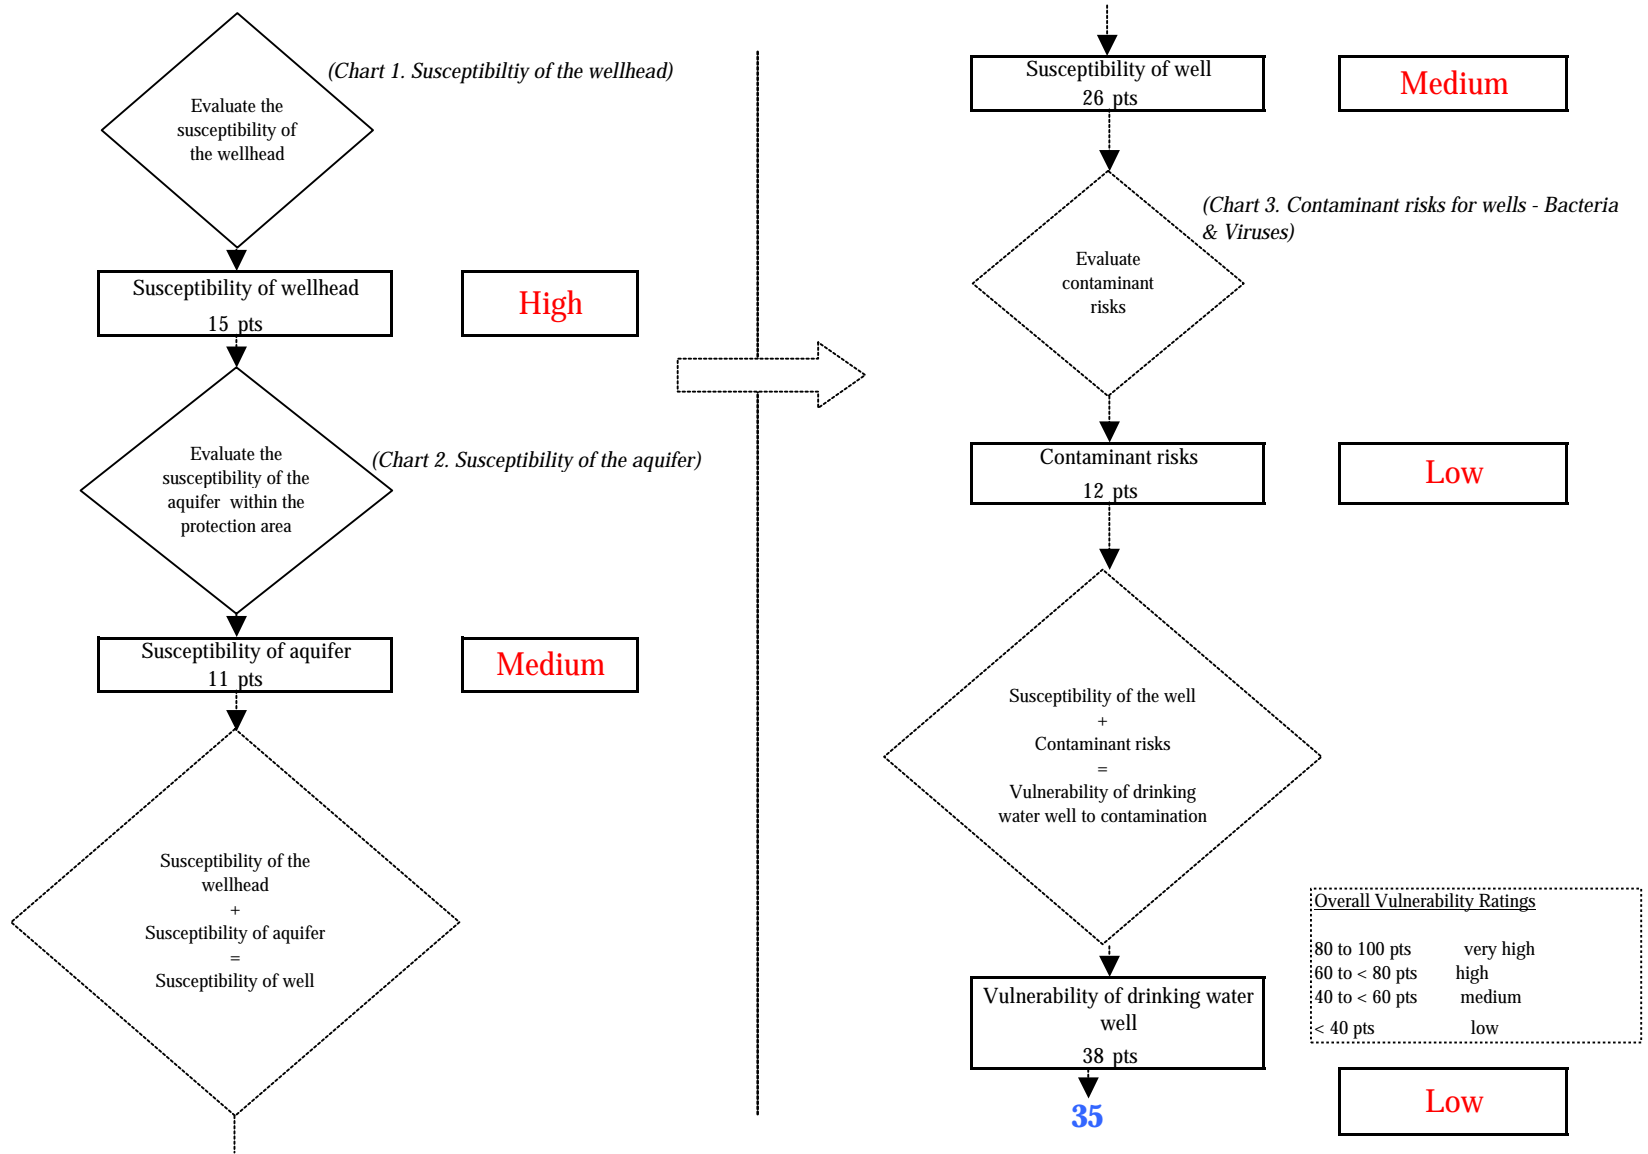 (Chart 1. Susceptibiltiy of the wellhead)
Evaluate the
susceptibility of
the wellhead
Susceptibility of wellhead
15 pts
High
Evaluate the
susceptibility of the
aquifer within the
protection area
(Chart 2. Susceptibility of the aquifer)
Susceptibility of aquifer
11 pts
Medium
Susceptibility of the
wellhead
+
Susceptibility of aquifer
=
Susceptibility of well
Susceptibility of well
26 pts
Medium
(Chart 3. Contaminant risks for wells - Bacteria
& Viruses)
Evaluate
contaminant
risks
Contaminant risks
12 pts
Low
Susceptibility of the well
+
Contaminant risks
=
Vulnerability of drinking
water well to contamination
Overall Vulnerability Ratings
80 to 100 pts very high
60 to < 80 pts high
40 to < 60 pts medium
< 40 pts low
Vulnerability of drinking water
well
38 pts
35
Low